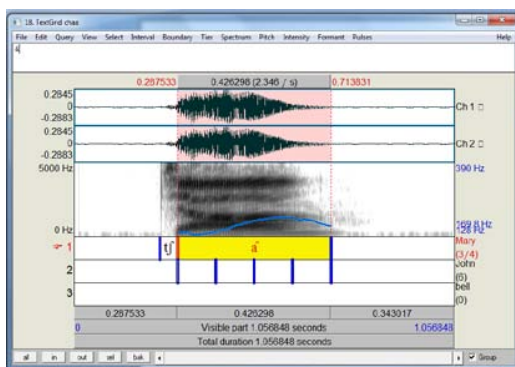 18. TextGrid chaa
File Edit Query View Select Interval Boundary Tier Spectrum Pitch Intensity Formant Pulses Help
0.287533 0.426298 (2.346 / s) 0.713831
0.2845
0
-0.2883
Ch 1
0.2845
0
-0.2883
Ch 2
5000 Hz 390 Hz
0 Hz
1 tʃ Mary (3/4)
2 John (5)
3 bell (0)
0.287533 0.426298 0.343017
0 Visible part 1.056848 seconds 1.056848
Total duration 1.056848 seconds
all in out sel bak Group